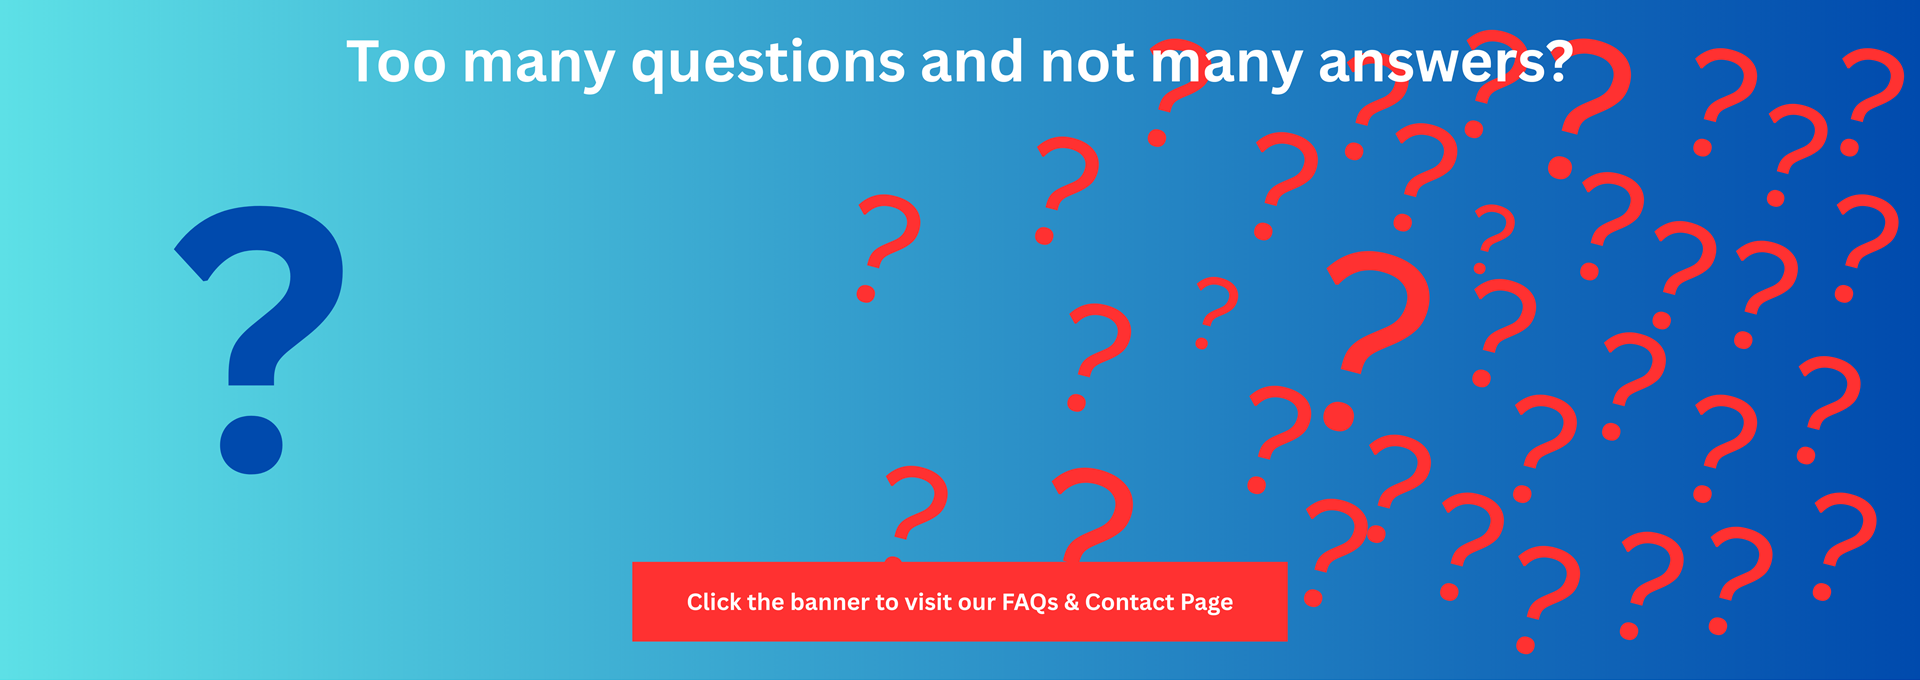 Too many questions and not many answers?
Click the banner to visit our FAQs & Contact Page